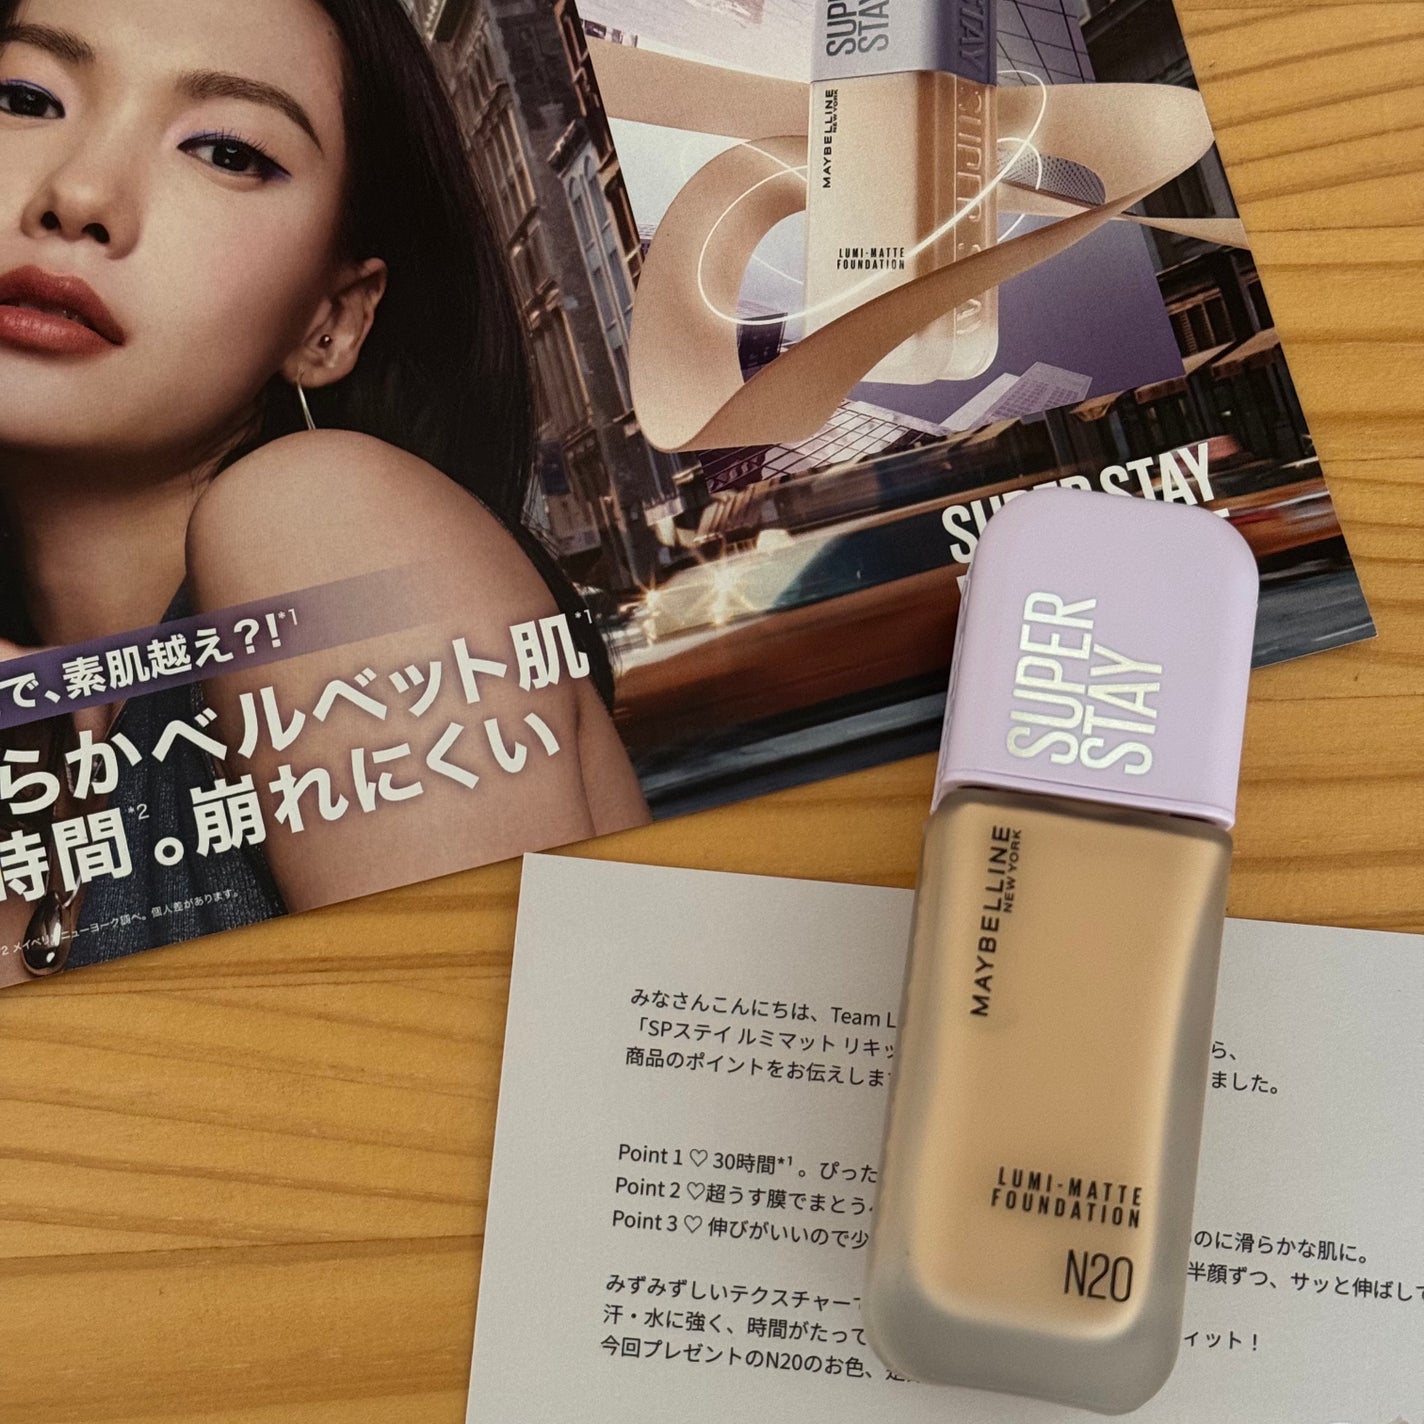 SUPER
STAY
MAYBELLINE
NEW YORK
LUMI-MATTE
FOUNDATION
SUPER STAY
で、素肌越え?!*1
らかベルベット肌*1
時間*2。崩れにくい
*2 メイベリン ニューヨーク調べ。個人差があります。
SUPER
STAY
MAYBELLINE
NEW YORK
LUMI-MATTE
FOUNDATION
N20
みなさんこんにちは、Team L ら、
「SPステイ ルミマット リキッ ました。
商品のポイントをお伝えしま
Point 1 ♡ 30時間*1。ぴった
Point 2 ♡超うす膜でまとう のに滑らかな肌に。
Point 3 ♡ 伸びがいいので少 半顔ずつ、サッと伸ばして
みずみずしいテクスチャーで
汗・水に強く、時間がたって ィット！
今回プレゼントのN20のお色、